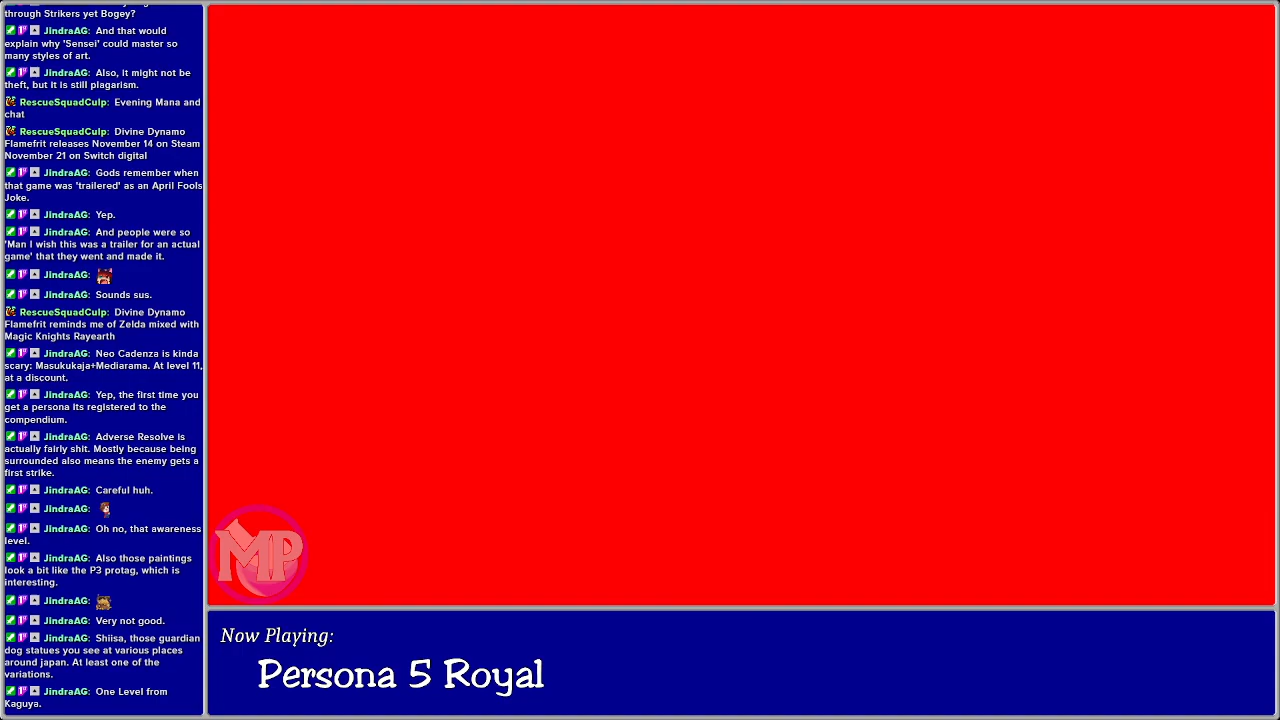 through Strikers yet Bogey?
JindraAG: And that would
explain why 'Sensei' could master so
many styles of art.
JindraAG: Also, it might not be
theft, but it is still plagarism.
RescueSquadCulp: Evening Mana and
chat
RescueSquadCulp: Divine Dynamo
Flamefrit releases November 14 on Steam
November 21 on Switch digital
JindraAG: Gods remember when
that game was 'trailered' as an April Fools
Joke.
JindraAG: Yep.
JindraAG: And people were so
'Man I wish this was a trailer for an actual
game' that they went and made it.
JindraAG:
JindraAG: Sounds sus.
RescueSquadCulp: Divine Dynamo
Flamefrit reminds me of Zelda mixed with
Magic Knights Rayearth
JindraAG: Neo Cadenza is kinda
scary: Masukukaja+Mediarama. At level 11,
at a discount.
JindraAG: Yep, the first time you
get a persona its registered to the
compendium.
JindraAG: Adverse Resolve is
actually fairly shit. Mostly because being
surrounded also means the enemy gets a
first strike.
JindraAG: Careful huh.
JindraAG:
JindraAG: Oh no, that awareness
level.
JindraAG: Also those paintings
look a bit like the P3 protag, which is
interesting.
JindraAG:
JindraAG: Very not good.
JindraAG: Shiisa, those guardian
dog statues you see at various places
around japan. At least one of the
variations.
JindraAG: One Level from
Kaguya.
MP
Now Playing:
Persona 5 Royal